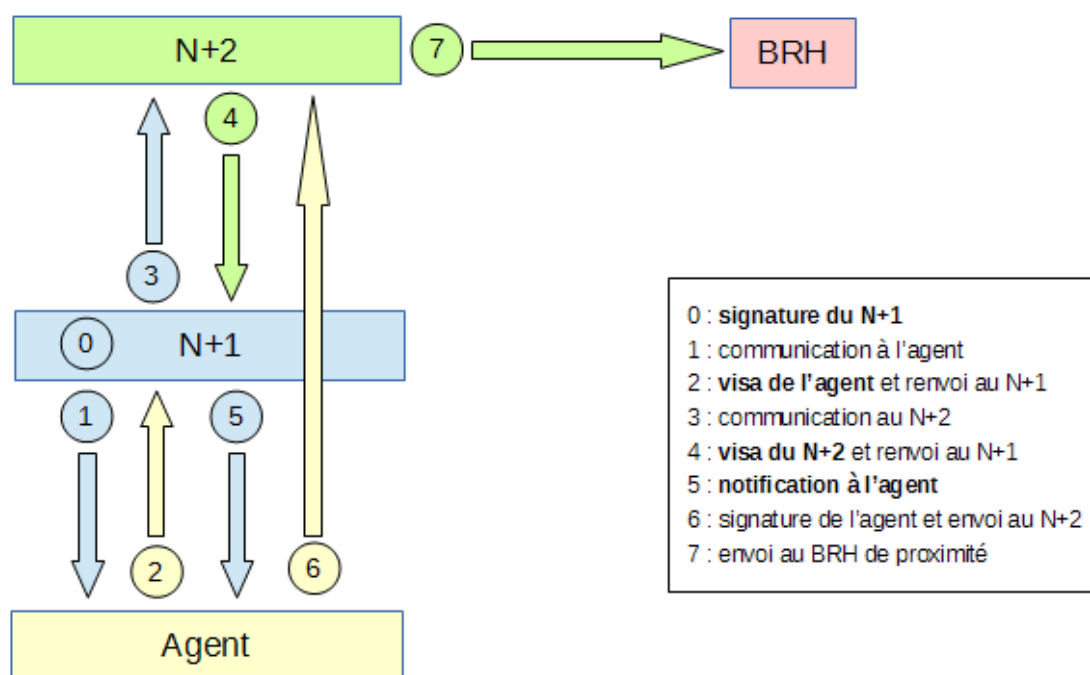 N+2
7
BRH
4
3
0
N+1
1
5
2
6
Agent
0 : signature du N+1
1 : communication à l'agent
2 : visa de l'agent et renvoi au N+1
3 : communication au N+2
4 : visa du N+2 et renvoi au N+1
5 : notification à l'agent
6 : signature de l'agent et envoi au N+2
7 : envoi au BRH de proximité